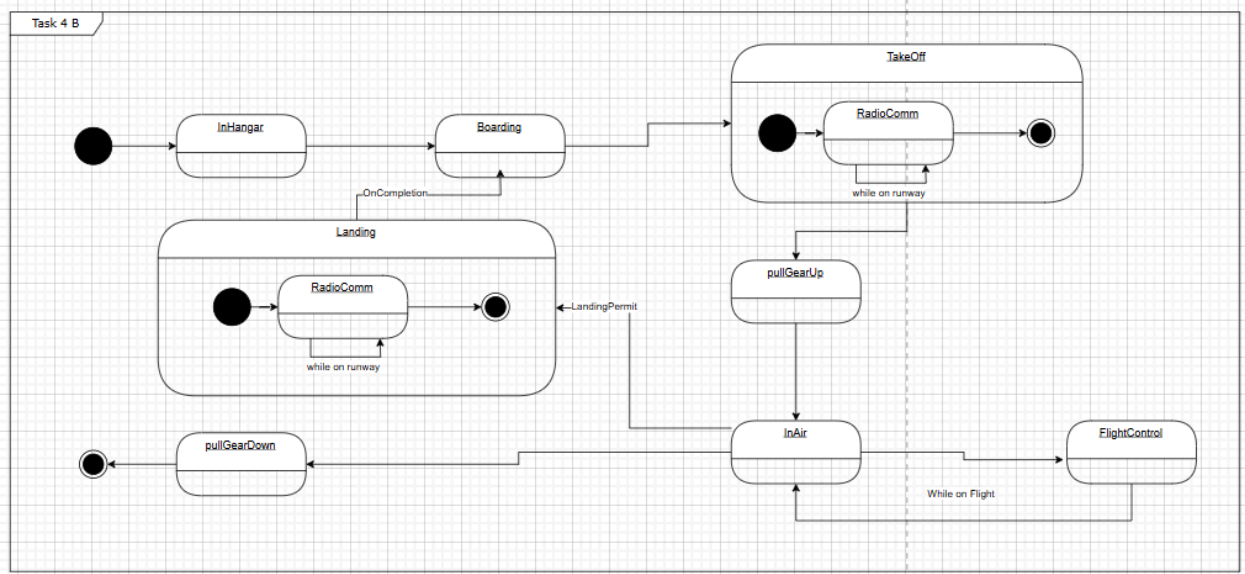 Task 4 B
TakeOff
InHangar
Boarding
RadioComm
while on runway
OnCompletion
Landing
RadioComm
while on runway
LandingPermit
pullGearUp
pullGearDown
InAir
FlightControl
While on Flight